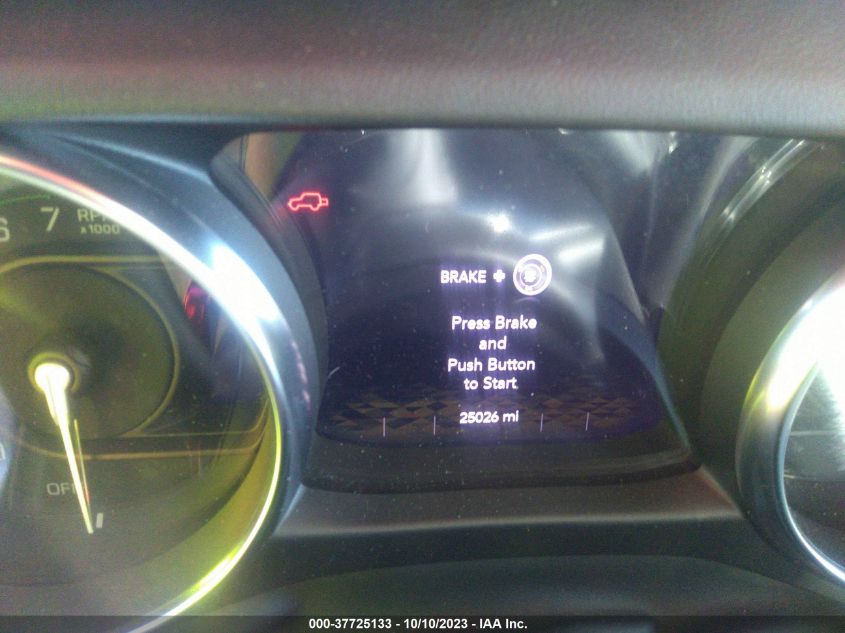 6 7 RPM
x1000
BRAKE +
Press Brake
and
Push Button
to Start
25026 mi
OFF
000-37725133 - 10/10/2023 - IAA Inc.